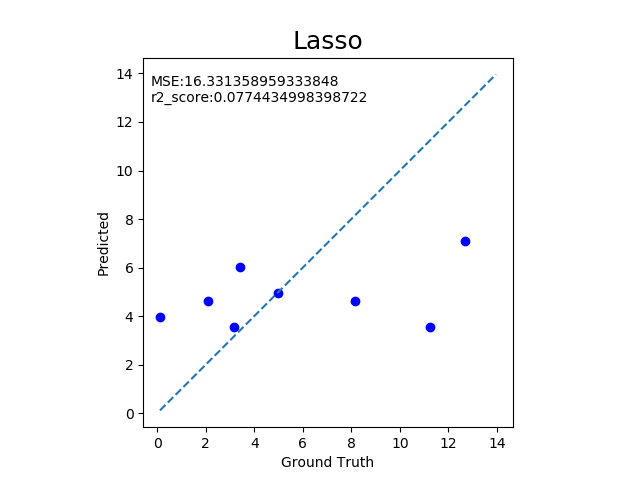 Lasso
MSE:16.331358959333848
r2_score:0.0774434998398722
14
12
10
8
6
4
2
0
Predicted
0 2 4 6 8 10 12 14
Ground Truth